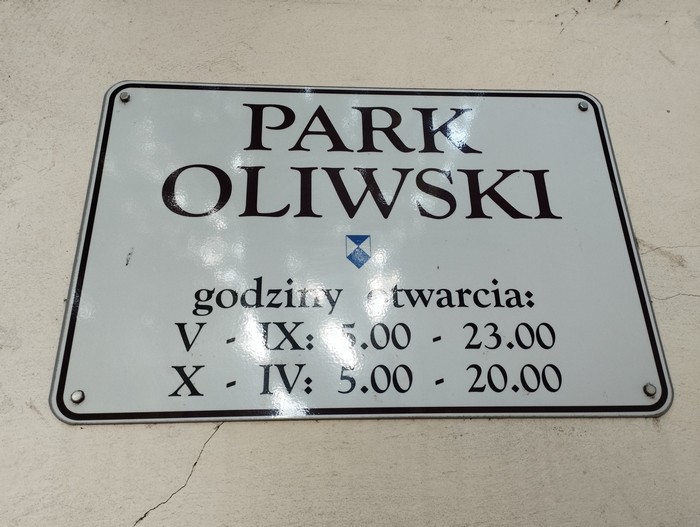 PARK
OLIWSKI
godziny otwarcia:
V - IX: 5.00 - 23.00
X - IV: 5.00 - 20.00